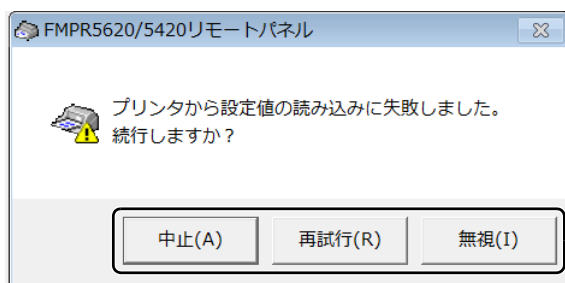 FMPR5620/5420リモートパネル
プリンタから設定値の読み込みに失敗しました。
続行しますか？
中止(A) 再試行(R) 無視(I)